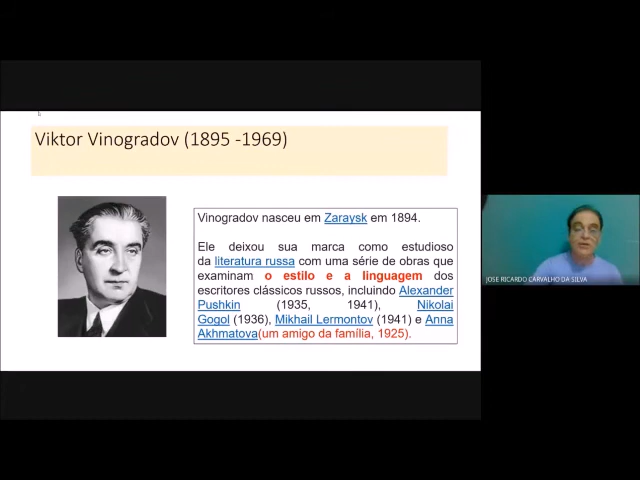 Viktor Vinogradov (1895 -1969)
Vinogradov nasceu em Zaraysk em 1894.
Ele deixou sua marca como estudioso
da literatura russa com uma série de obras que
examinam o estilo e a linguagem dos
escritores clássicos russos, incluindo Alexander
Pushkin (1935, 1941), Nikolai
Gogol (1936), Mikhail Lermontov (1941) e Anna
Akhmatova(um amigo da família, 1925).
JOSE RICARDO CARVALHO DA SILVA